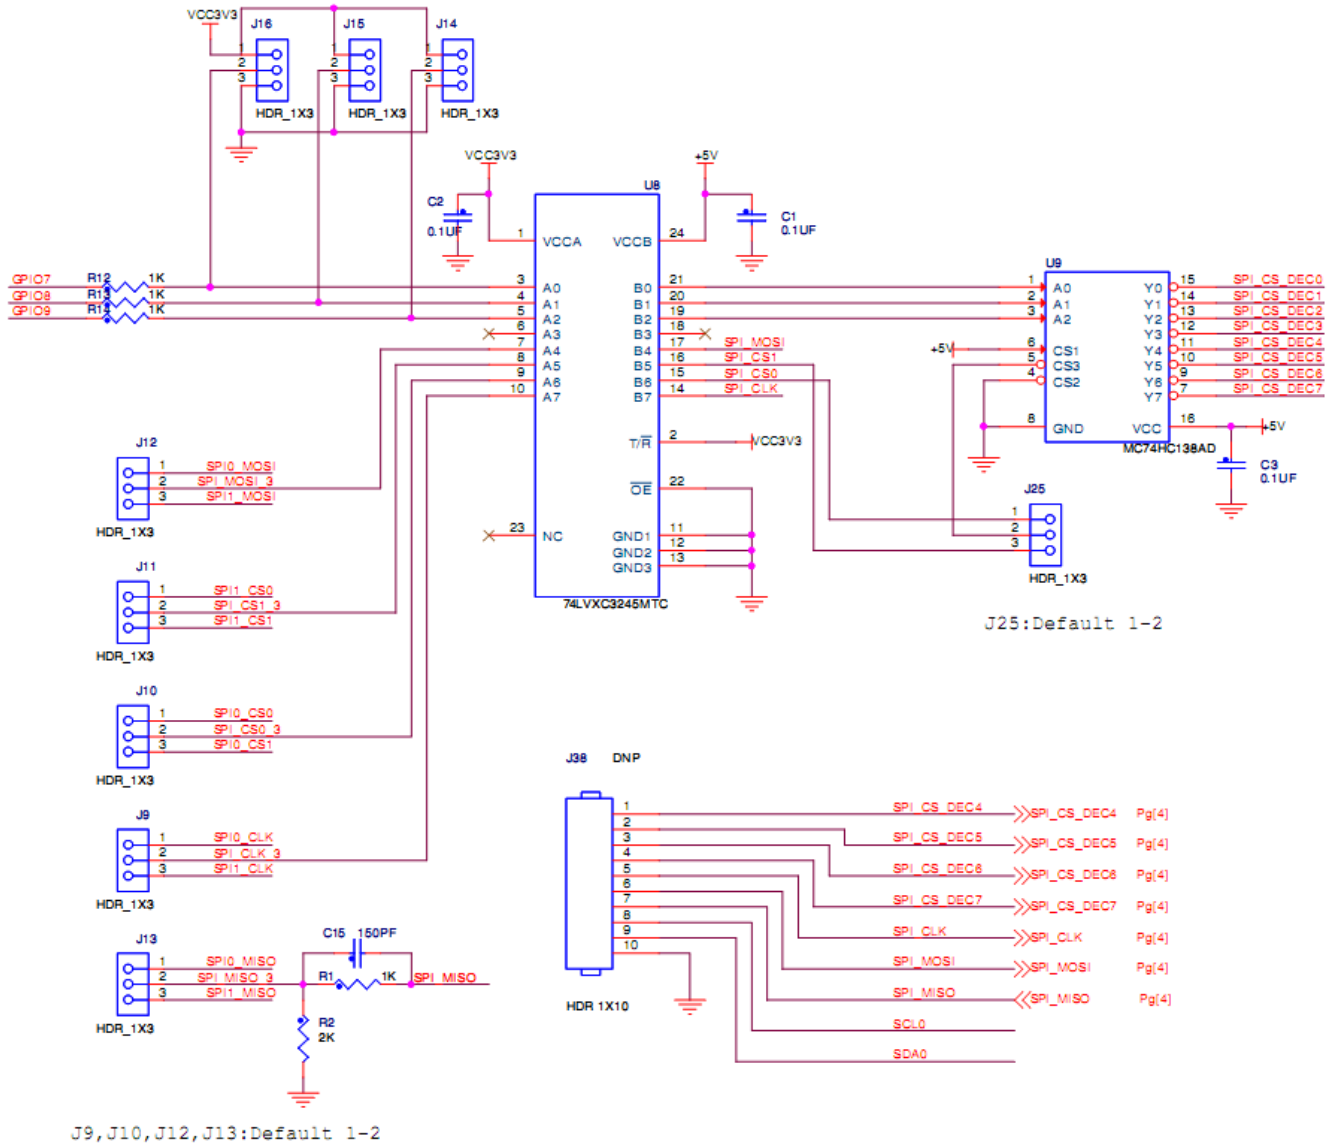 VCC3V3 J16 J15 J14
1 1 1
2 2 2
3 3 3
HDR_1X3 HDR_1X3 HDR_1X3
VCC3V3 +5V
U8
C2 C1
0.1UF 0.1UF
1 VCCA VCCB 24
U9
GPIO7 R12 1K 3 A0 B0 21 1 A0 Y0 15 SPI_CS_DEC0
GPIO8 R13 1K 4 A1 B1 20 2 A1 Y1 14 SPI_CS_DEC1
GPIO9 R14 1K 5 A2 B2 19 3 A2 Y2 13 SPI_CS_DEC2
6 A3 B3 18 Y3 12 SPI_CS_DEC3
7 A4 B4 17 SPI_MOSI +5V 6 CS1 Y4 11 SPI_CS_DEC4
8 A5 B5 16 SPI_CS1 5 CS3 Y5 10 SPI_CS_DEC5
9 A6 B6 15 SPI_CS0 4 CS2 Y6 9 SPI_CS_DEC6
10 A7 B7 14 SPI_CLK Y7 7 SPI_CS_DEC7
8 GND VCC 16 +5V
T/R 2 VCC3V3
MC74HC138AD
C3
0.1UF
J12
1 SPI0_MOSI
2 SPI_MOSI_3
3 SPI1_MOSI
HDR_1X3
OE 22
23 NC GND1 11
GND2 12
GND3 13
74LVXC3245MTC
J25
1
2
3
HDR_1X3
J25:Default 1-2
J11
1 SPI1_CS0
2 SPI_CS1_3
3 SPI1_CS1
HDR_1X3
J10
1 SPI0_CS0
2 SPI_CS0_3
3 SPI0_CS1
HDR_1X3
J9
1 SPI0_CLK
2 SPI_CLK_3
3 SPI1_CLK
HDR_1X3
J13 C15 150PF
1 SPI0_MISO
2 SPI_MISO_3 R1 1K SPI_MISO
3 SPI1_MISO
HDR_1X3
R2
2K
J9,J10,J12,J13:Default 1-2
J38 DNP
1 SPI_CS_DEC4 SPI_CS_DEC4 Pg[4]
2 SPI_CS_DEC5 SPI_CS_DEC5 Pg[4]
3 SPI_CS_DEC6 SPI_CS_DEC6 Pg[4]
4 SPI_CS_DEC7 SPI_CS_DEC7 Pg[4]
5 SPI_CLK SPI_CLK Pg[4]
6 SPI_MOSI SPI_MOSI Pg[4]
7 SPI_MISO SPI_MISO Pg[4]
8 SCL0
9 SDA0
10
HDR 1X10